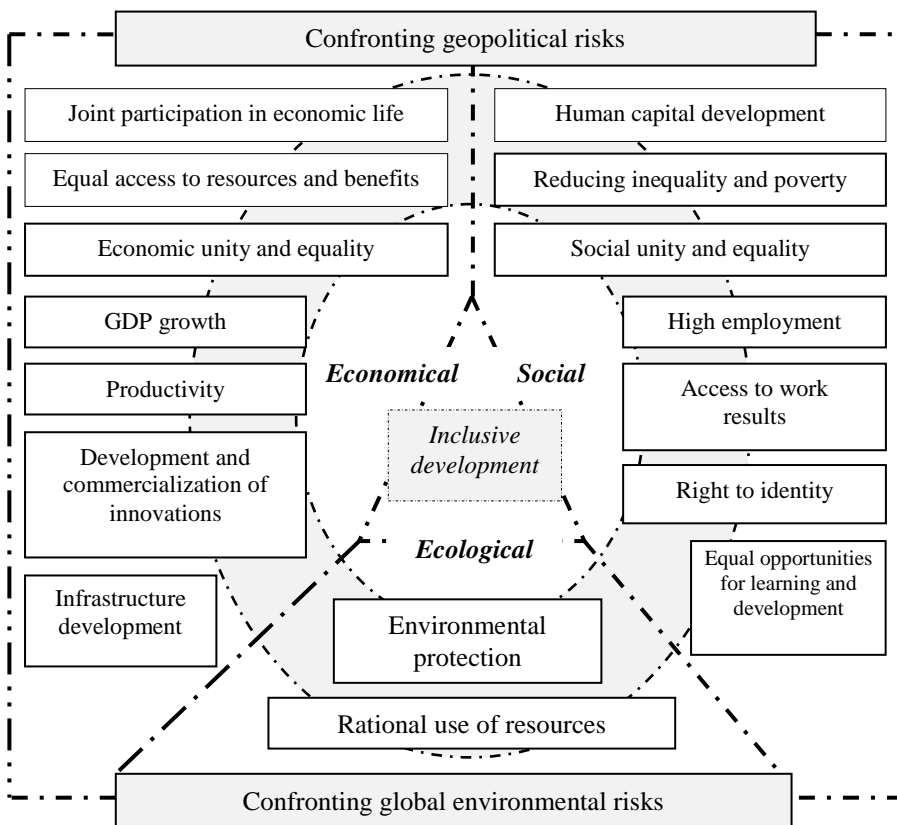 Confronting geopolitical risks
Joint participation in economic life
Human capital development
Equal access to resources and benefits
Reducing inequality and poverty
Economic unity and equality
Social unity and equality
GDP growth
High employment
Economical
Social
Productivity
Access to work
results
Inclusive
development
Development and
commercialization of
innovations
Right to identity
Ecological
Equal opportunities
for learning and
development
Infrastructure
development
Environmental
protection
Rational use of resources
Confronting global environmental risks